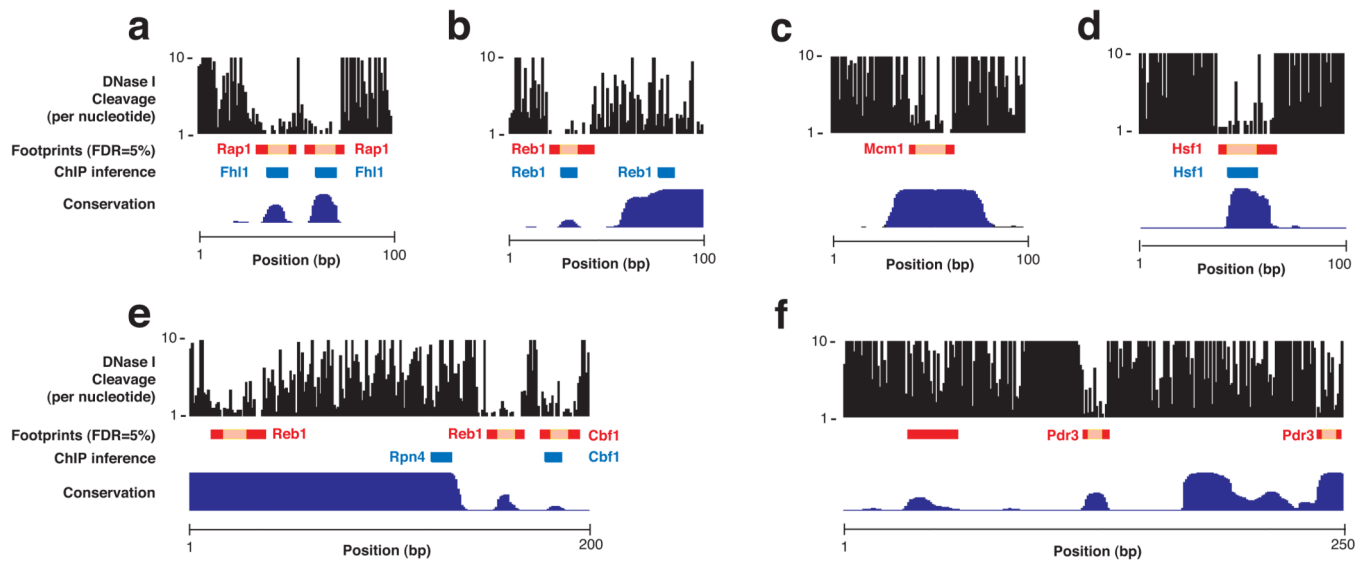 a
b
c
d
10 -
10 -
10 -
10 -
DNase I
Cleavage
(per nucleotide)
1 -
1 -
1 -
1 -
Footprints (FDR=5%)
Rap1
Rap1
Reb1
Mcm1
Hsf1
ChIP inference
Fhl1
Fhl1
Reb1
Reb1
Hsf1
Conservation
1
100
1
100
1
100
1
100
Position (bp)
Position (bp)
Position (bp)
Position (bp)
e
f
10 -
10 -
DNase I
Cleavage
(per nucleotide)
1 -
1 -
Footprints (FDR=5%)
Reb1
Reb1
Cbf1
Pdr3
Pdr3
ChIP inference
Rpn4
Cbf1
Conservation
1
200
1
250
Position (bp)
Position (bp)